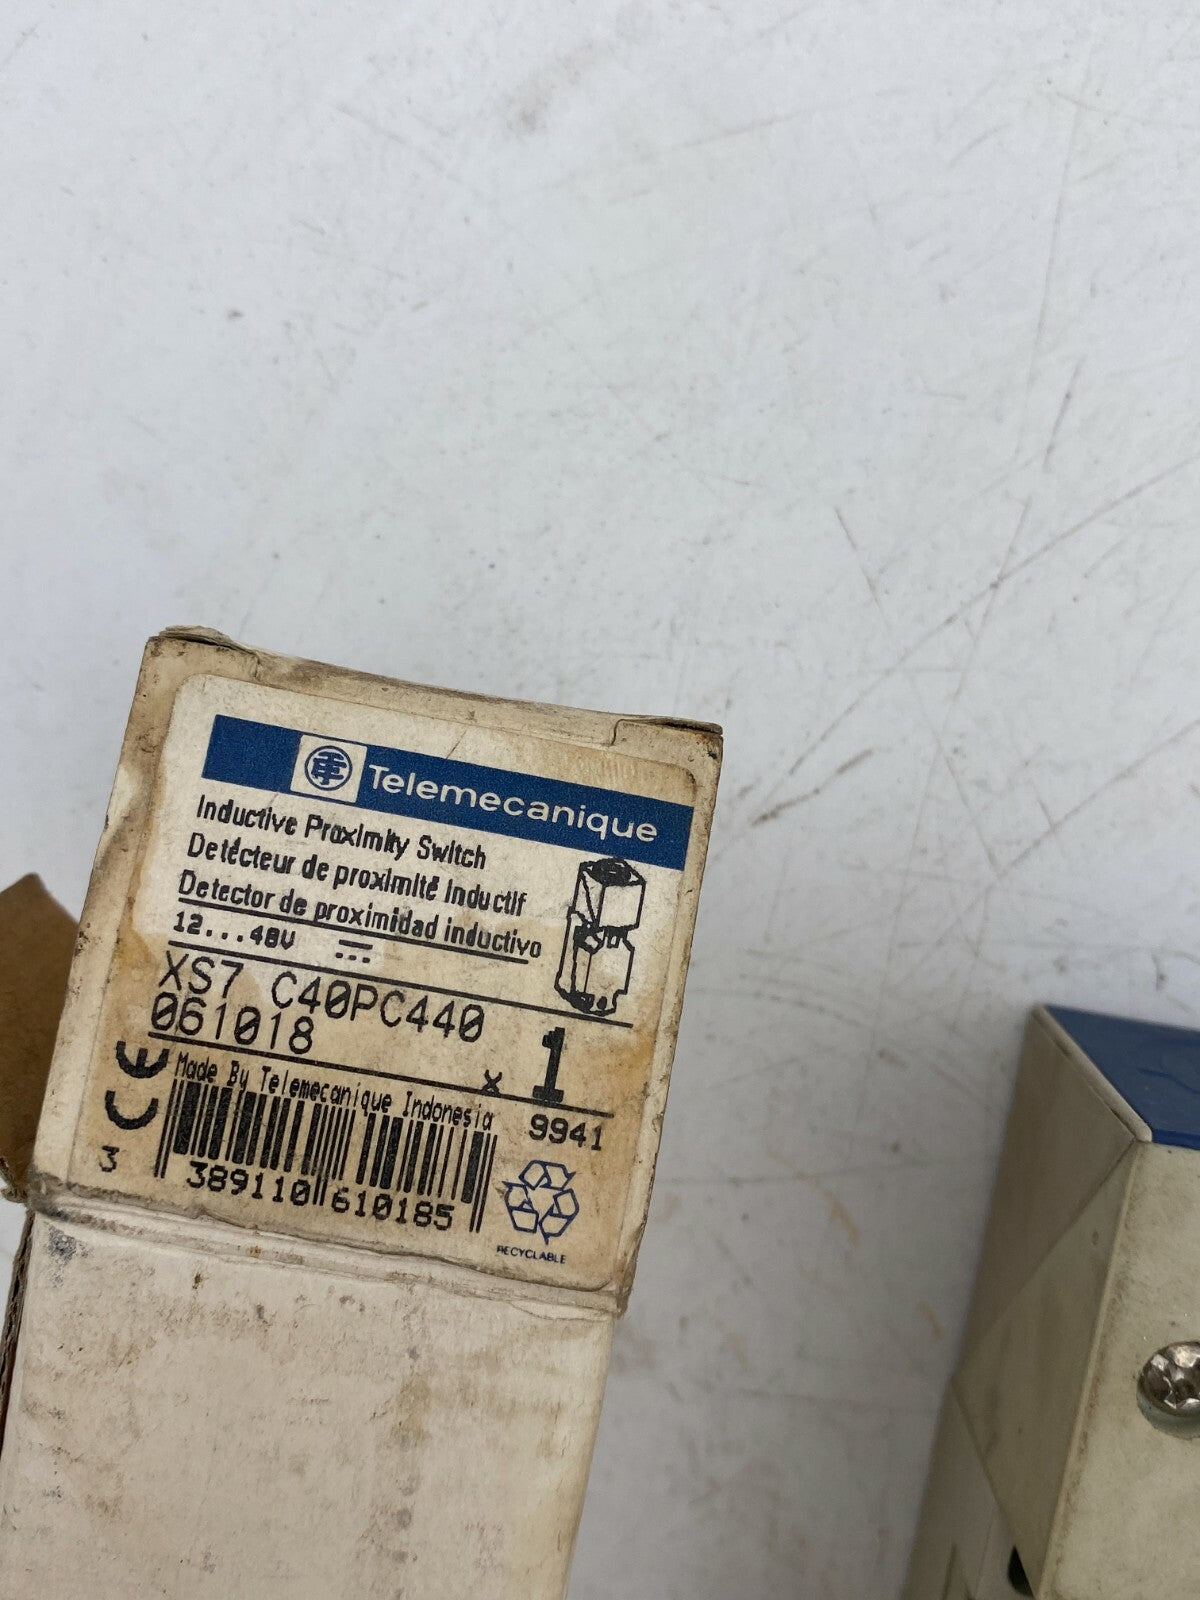 Telemecanique
Inductive Proximity Switch
Détecteur de proximité inductif
Detector de proximidad inductivo
12...48V
XS7 C40PC440
061018
x 1
Made By Telemecanique Indonesia
9941
3 389110 610185
RECYCLABLE